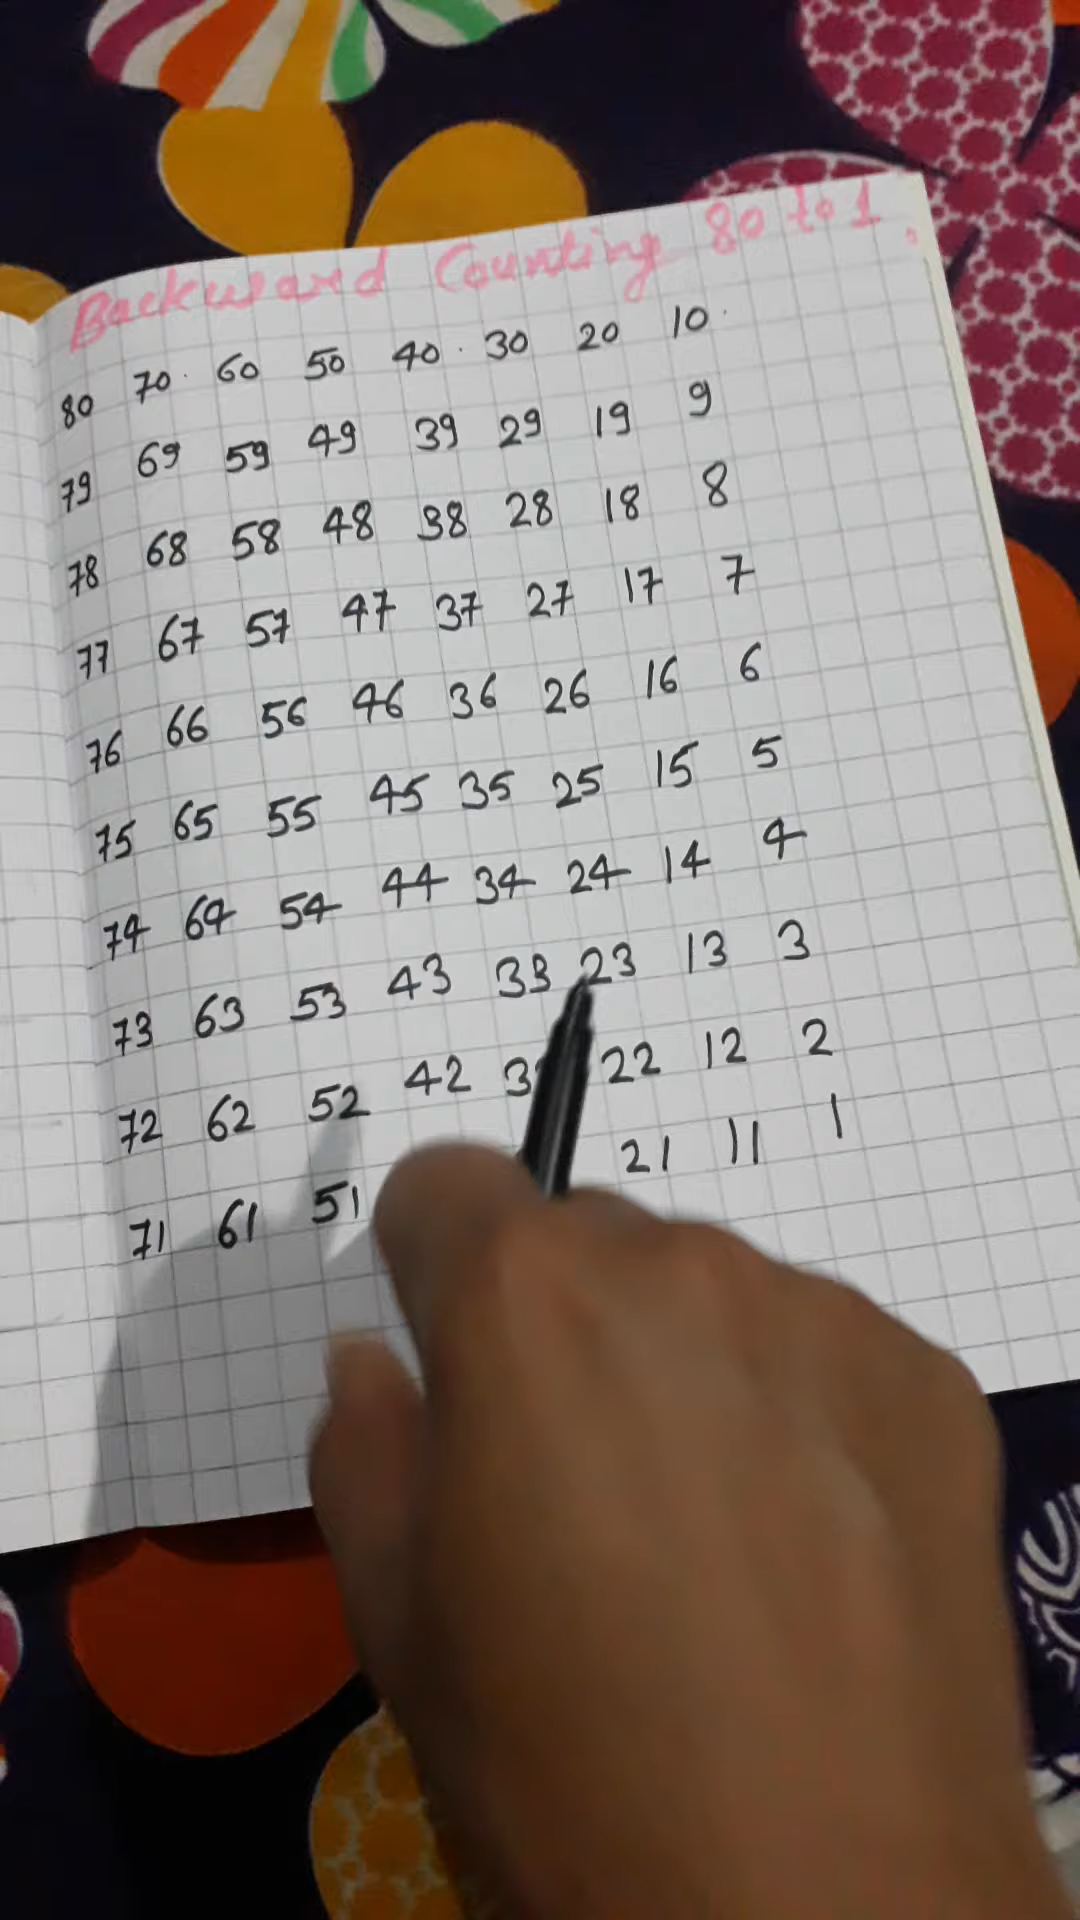 Backward Counting 80 to 1.
80 70 60 50 40 30 20 10
79 69 59 49 39 29 19 9
78 68 58 48 38 28 18 8
77 67 57 47 37 27 17 7
76 66 56 46 36 26 16 6
75 65 55 45 35 25 15 5
74 64 54 44 34 24 14 4
73 63 53 43 33 23 13 3
72 62 52 42 22 12 2
71 61 51 21 11 1